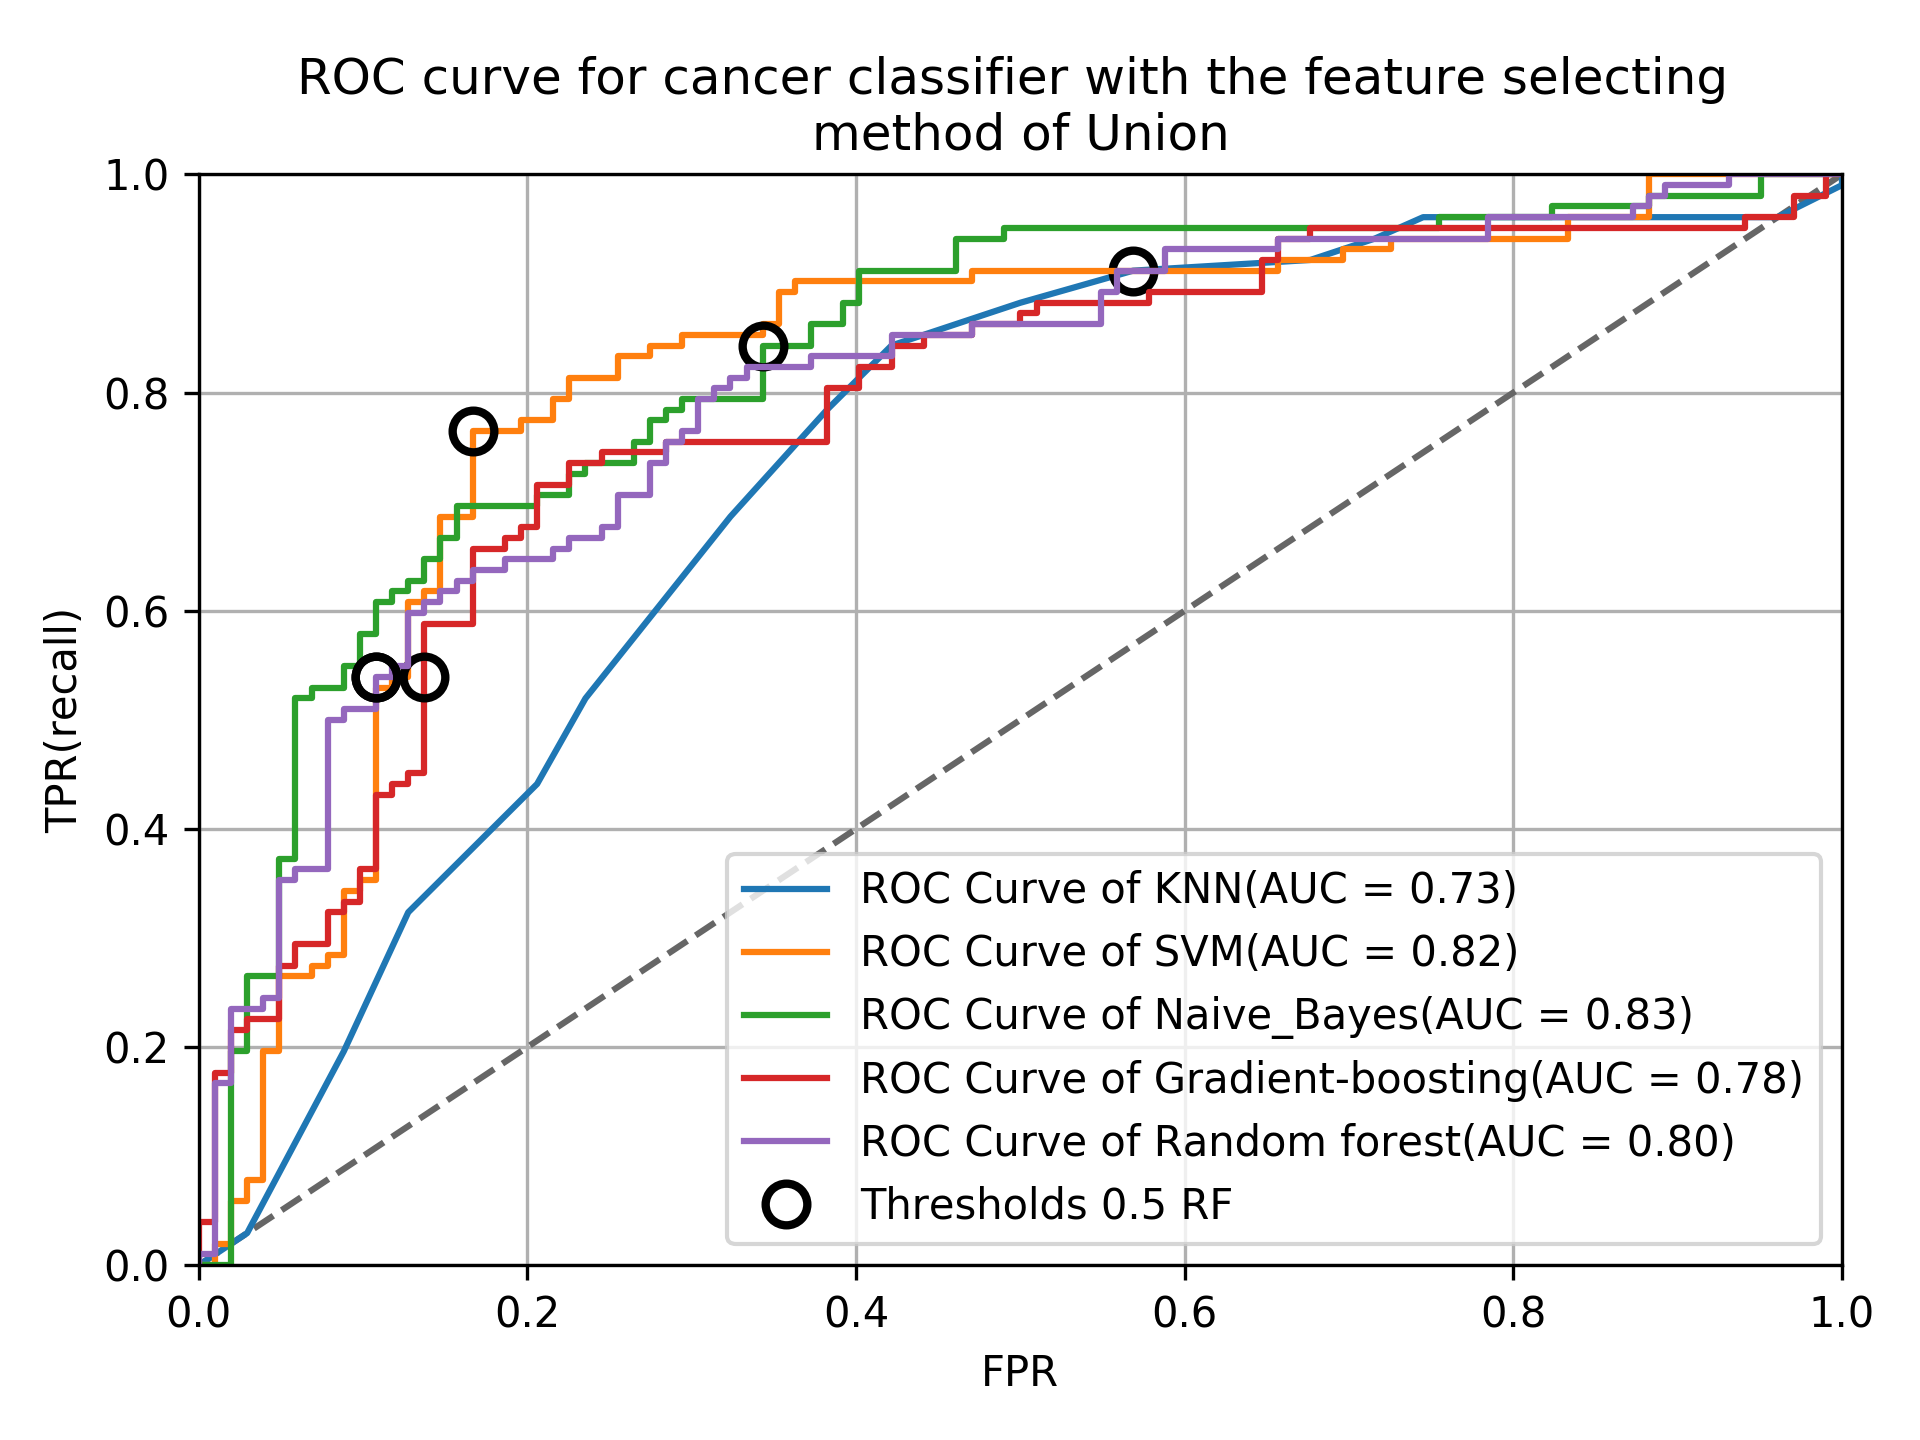 ROC curve for cancer classifier with the feature selecting
method of Union
1.0
0.8
0.6
0.4
0.2
0.0
TPR(recall)
ROC Curve of KNN(AUC = 0.73)
ROC Curve of SVM(AUC = 0.82)
ROC Curve of Naive_Bayes(AUC = 0.83)
ROC Curve of Gradient-boosting(AUC = 0.78)
ROC Curve of Random forest(AUC = 0.80)
Thresholds 0.5 RF
0.0 0.2 0.4 0.6 0.8 1.0
FPR